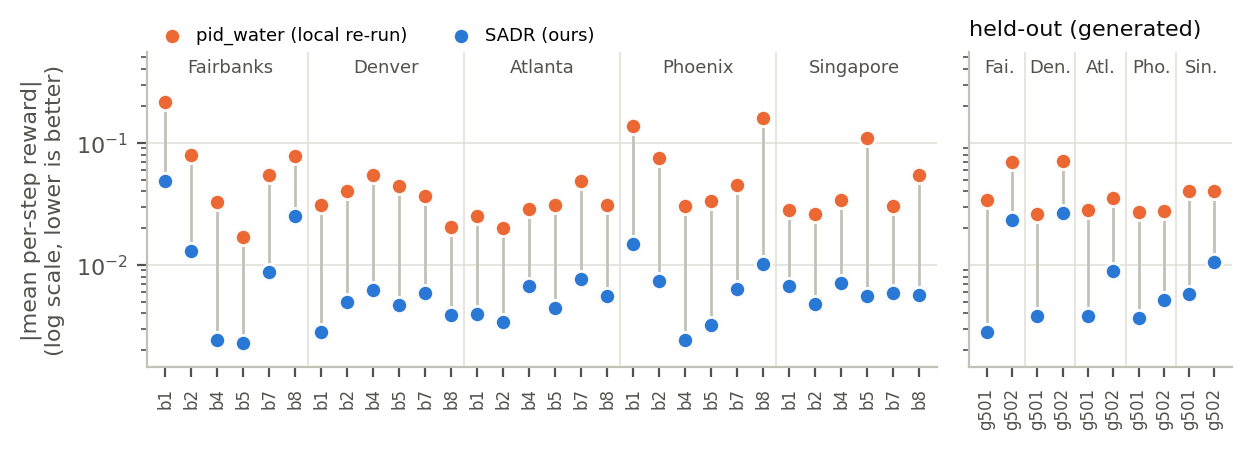 pid_water (local re-run) SADR (ours)
held-out (generated)
Fairbanks Denver Atlanta Phoenix Singapore
Fai. Den. Atl. Pho. Sin.
|mean per-step reward|
(log scale, lower is better)
10⁻¹
10⁻²
b1 b2 b4 b5 b7 b8 b1 b2 b4 b5 b7 b8 b1 b2 b4 b5 b7 b8 b1 b2 b4 b5 b7 b8 b1 b2 b4 b5 b7 b8
g501 g502 g501 g502 g501 g502 g501 g502 g501 g502